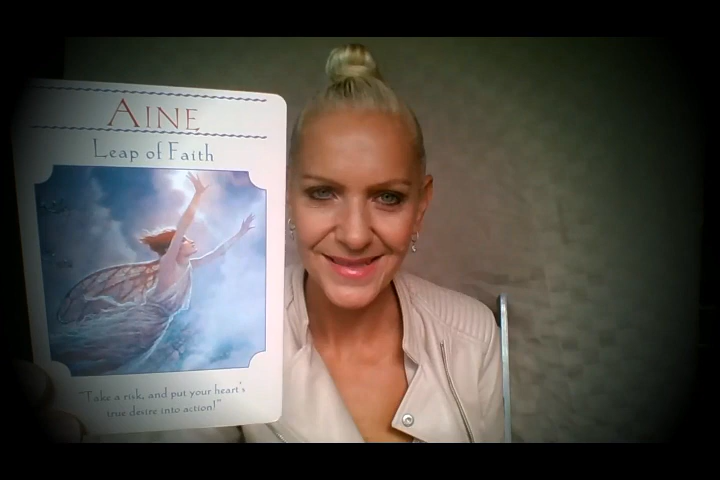 AINE
Leap of Faith
"Take a risk, and put your heart's
true desire into action!"